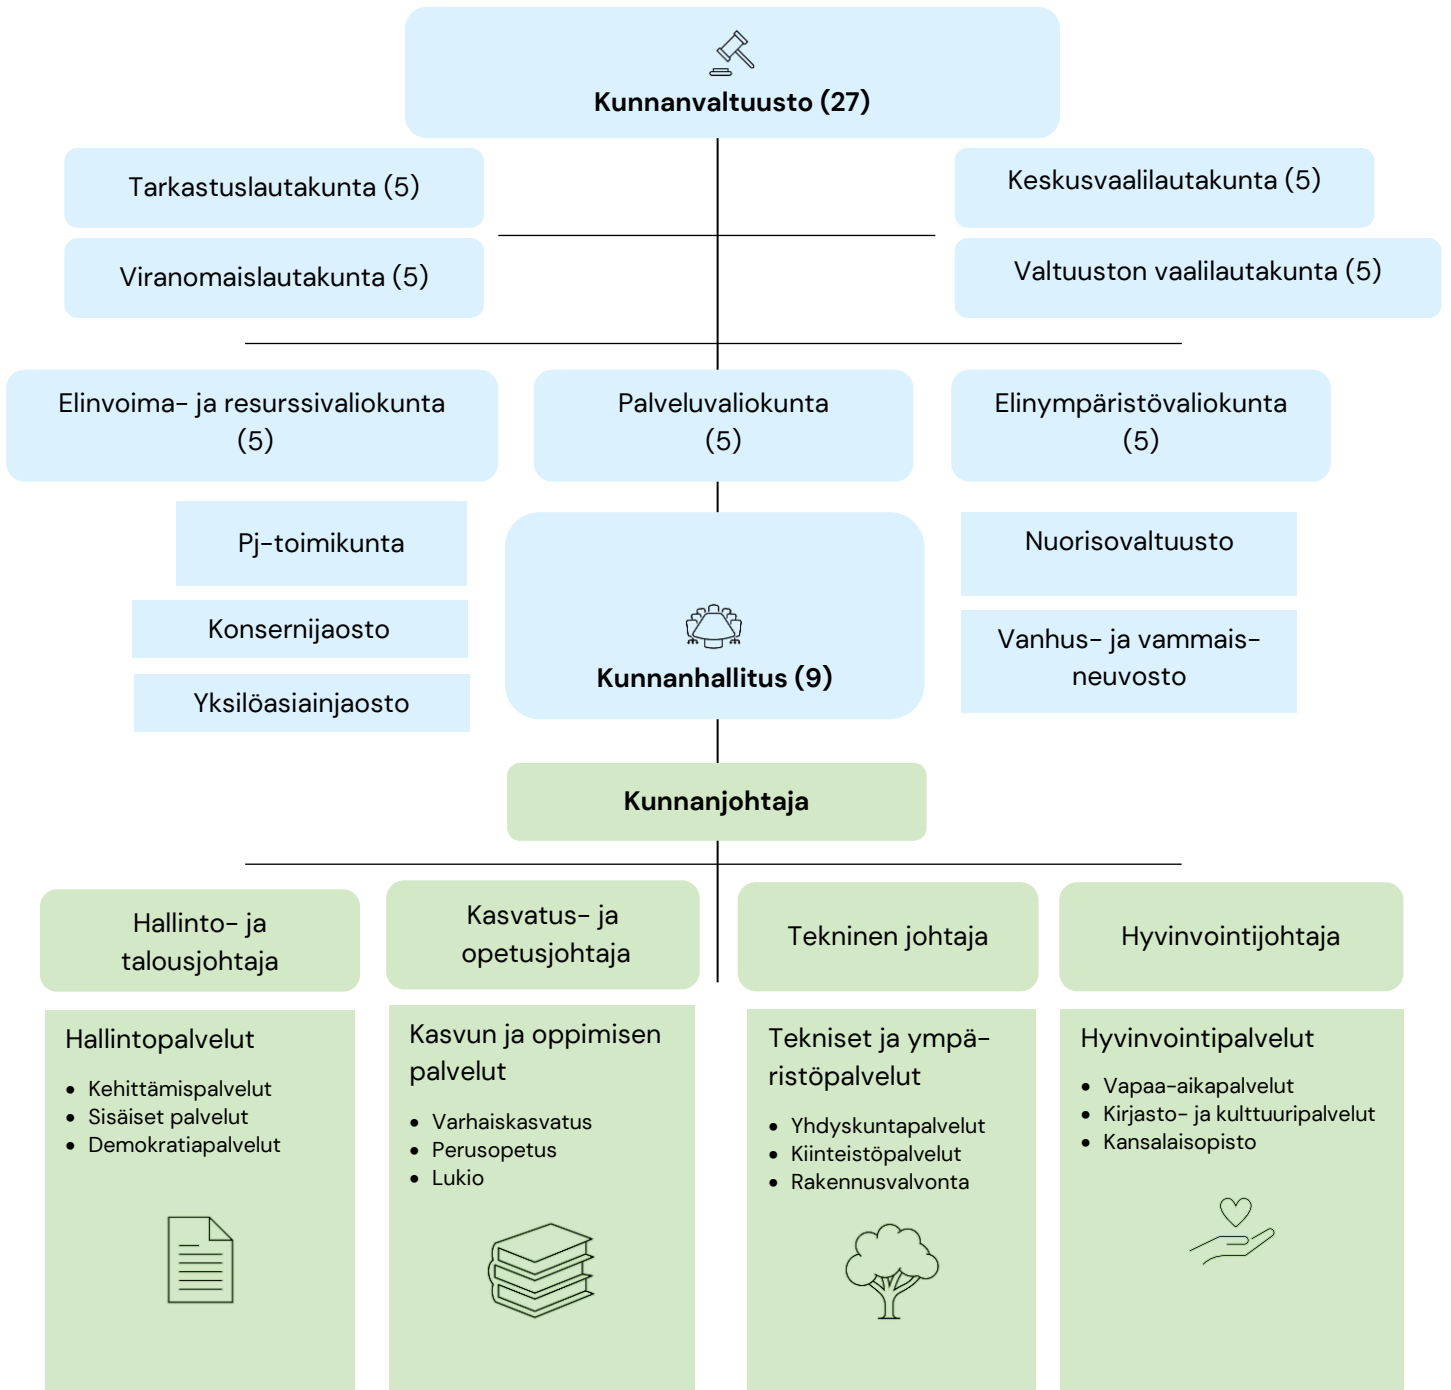 Kunnanvaltuusto (27)
Tarkastuslautakunta (5)
Keskusvaalilautakunta (5)
Viranomaislautakunta (5)
Valtuuston vaalilautakunta (5)
Elinvoima- ja resurssivaliokunta
(5)
Palveluvaliokunta
(5)
Elinympäristövaliokunta
(5)
Pj-toimikunta
Konsernijaosto
Yksilöasiainjaosto
Kunnanhallitus (9)
Nuorisovaltuusto
Vanhus- ja vammais-
neuvosto
Kunnanjohtaja
Hallinto- ja
talousjohtaja
Kasvatus- ja
opetusjohtaja
Tekninen johtaja
Hyvinvointijohtaja
Hallintopalvelut
• Kehittämispalvelut
• Sisäiset palvelut
• Demokratiapalvelut
Kasvun ja oppimisen
palvelut
• Varhaiskasvatus
• Perusopetus
• Lukio
Tekniset ja ympä-
ristöpalvelut
• Yhdyskuntapalvelut
• Kiinteistöpalvelut
• Rakennusvalvonta
Hyvinvointipalvelut
• Vapaa-aikapalvelut
• Kirjasto- ja kulttuuripalvelut
• Kansalaisopisto